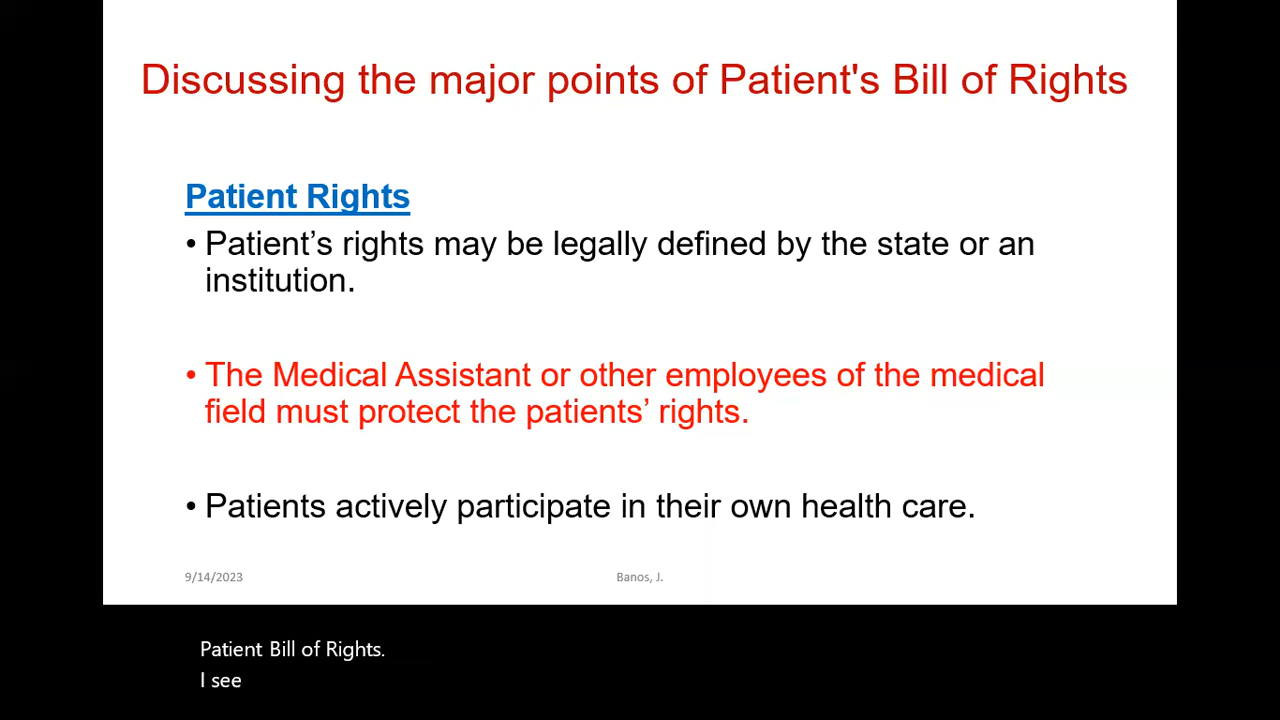 Discussing the major points of Patient's Bill of Rights
Patient Rights
• Patient’s rights may be legally defined by the state or an
institution.
• The Medical Assistant or other employees of the medical
field must protect the patients’ rights.
• Patients actively participate in their own health care.
9/14/2023
Banos, J.
Patient Bill of Rights.
I see